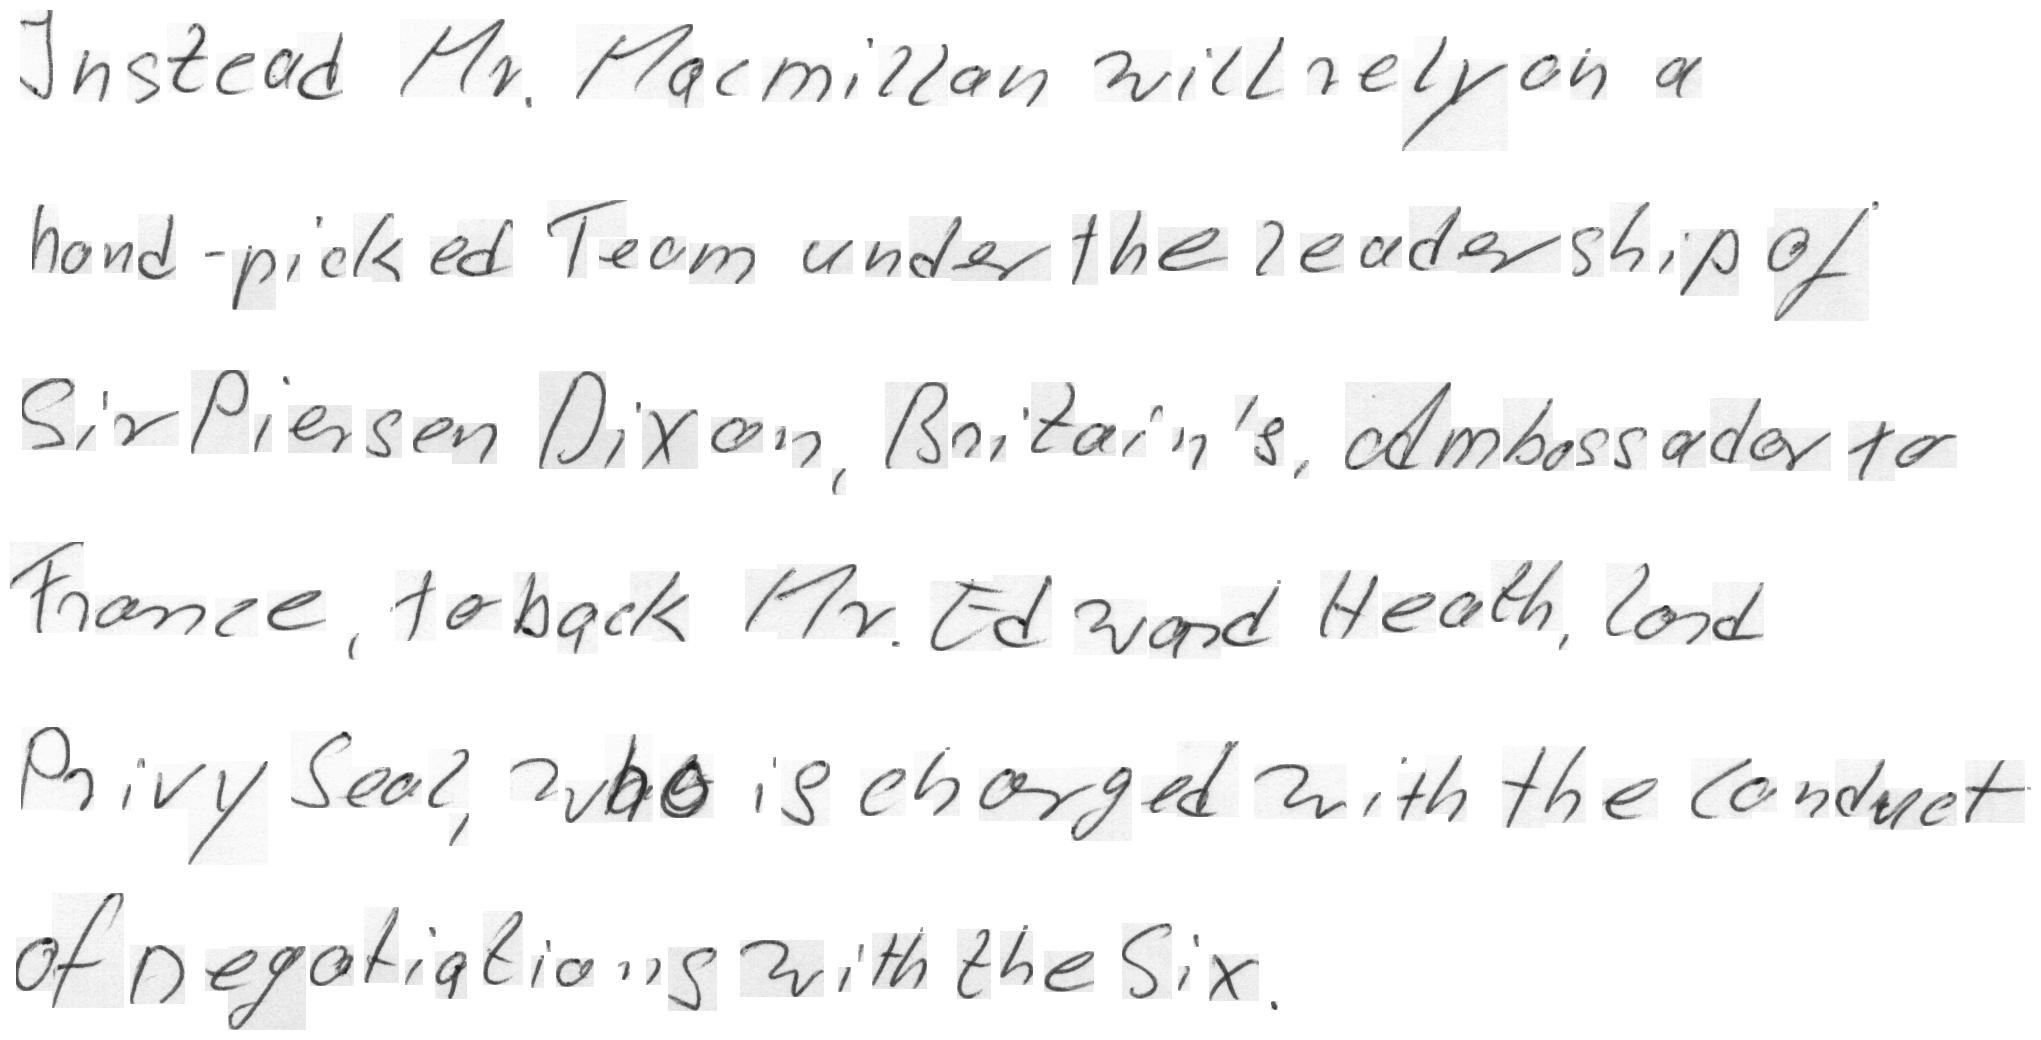 Instead Mr. Macmillan will rely on a
hand-picked Team under the leadership of
Sir Piersen Dixon, Britain's, ambassador to
France, to back Mr. Edward Heath, Lord
Privy Seal, who is charged with the conduct
of negotiations with the Six.